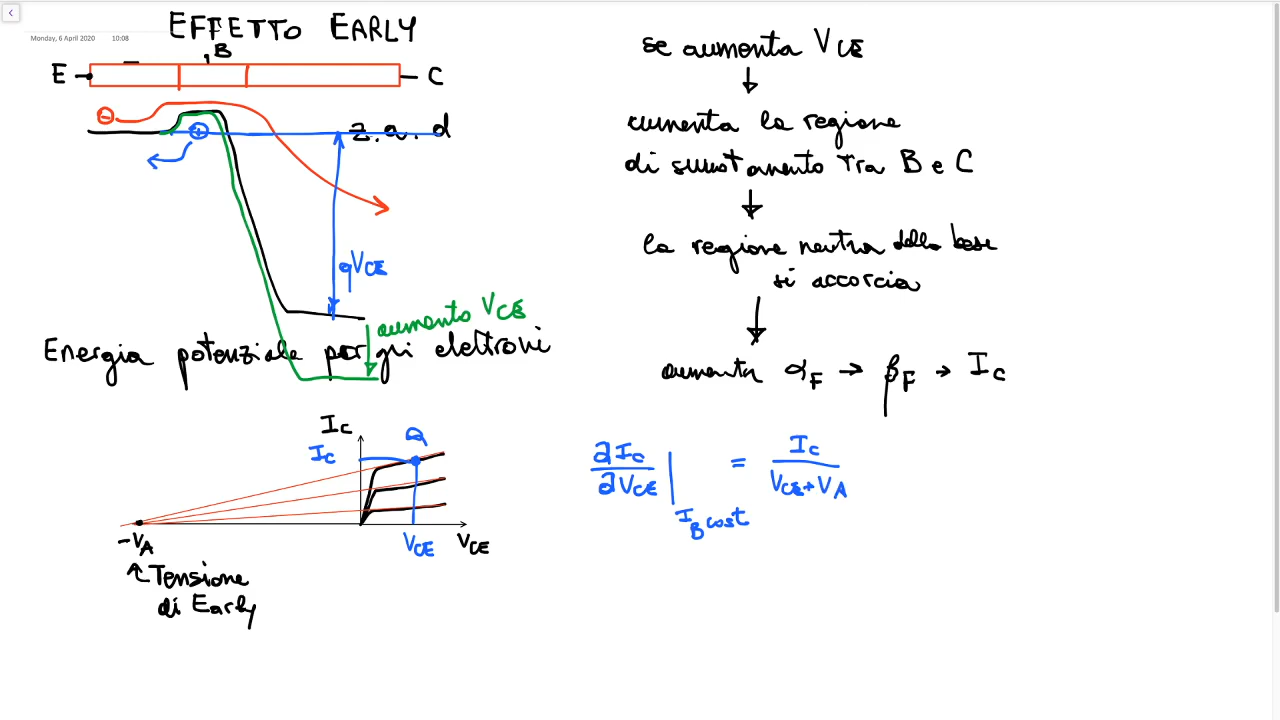 EFFETTO EARLY
Monday, 6 April 2020 10:08
B
E
C
z.a.d
qVCE
aumento VCE
Energia potenziale per gli elettroni
IC
IC
Q
-VA
VCE
VCE
Tensione
di Early
se aumenta VCE
aumenta la regione
di svuotamento tra B e C
la regione neutra della base
si accorcia
aumenta αF → βF → IC
∂IC / ∂VCE | IB cost = IC / VCE+VA